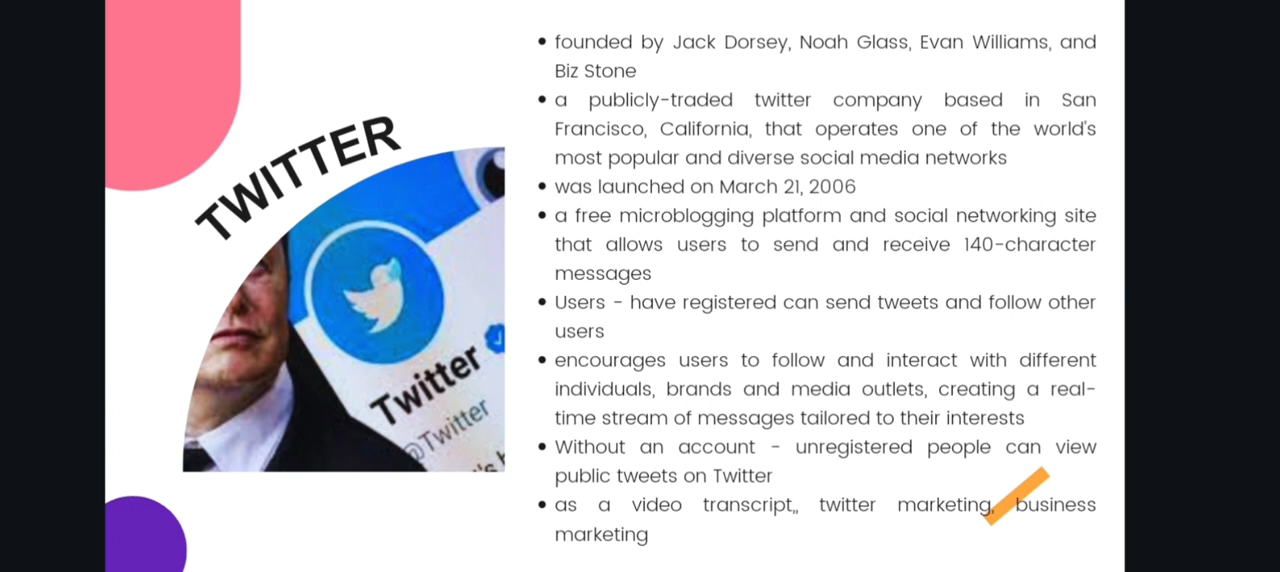 TWITTER
Twitter
@Twitter
founded by Jack Dorsey, Noah Glass, Evan Williams, and
Biz Stone
a publicly-traded twitter company based in San
Francisco, California, that operates one of the world's
most popular and diverse social media networks
was launched on March 21, 2006
a free microblogging platform and social networking site
that allows users to send and receive 140-character
messages
Users - have registered can send tweets and follow other
users
encourages users to follow and interact with different
individuals, brands and media outlets, creating a real-
time stream of messages tailored to their interests
Without an account - unregistered people can view
public tweets on Twitter
as a video transcript,, twitter marketing, business
marketing